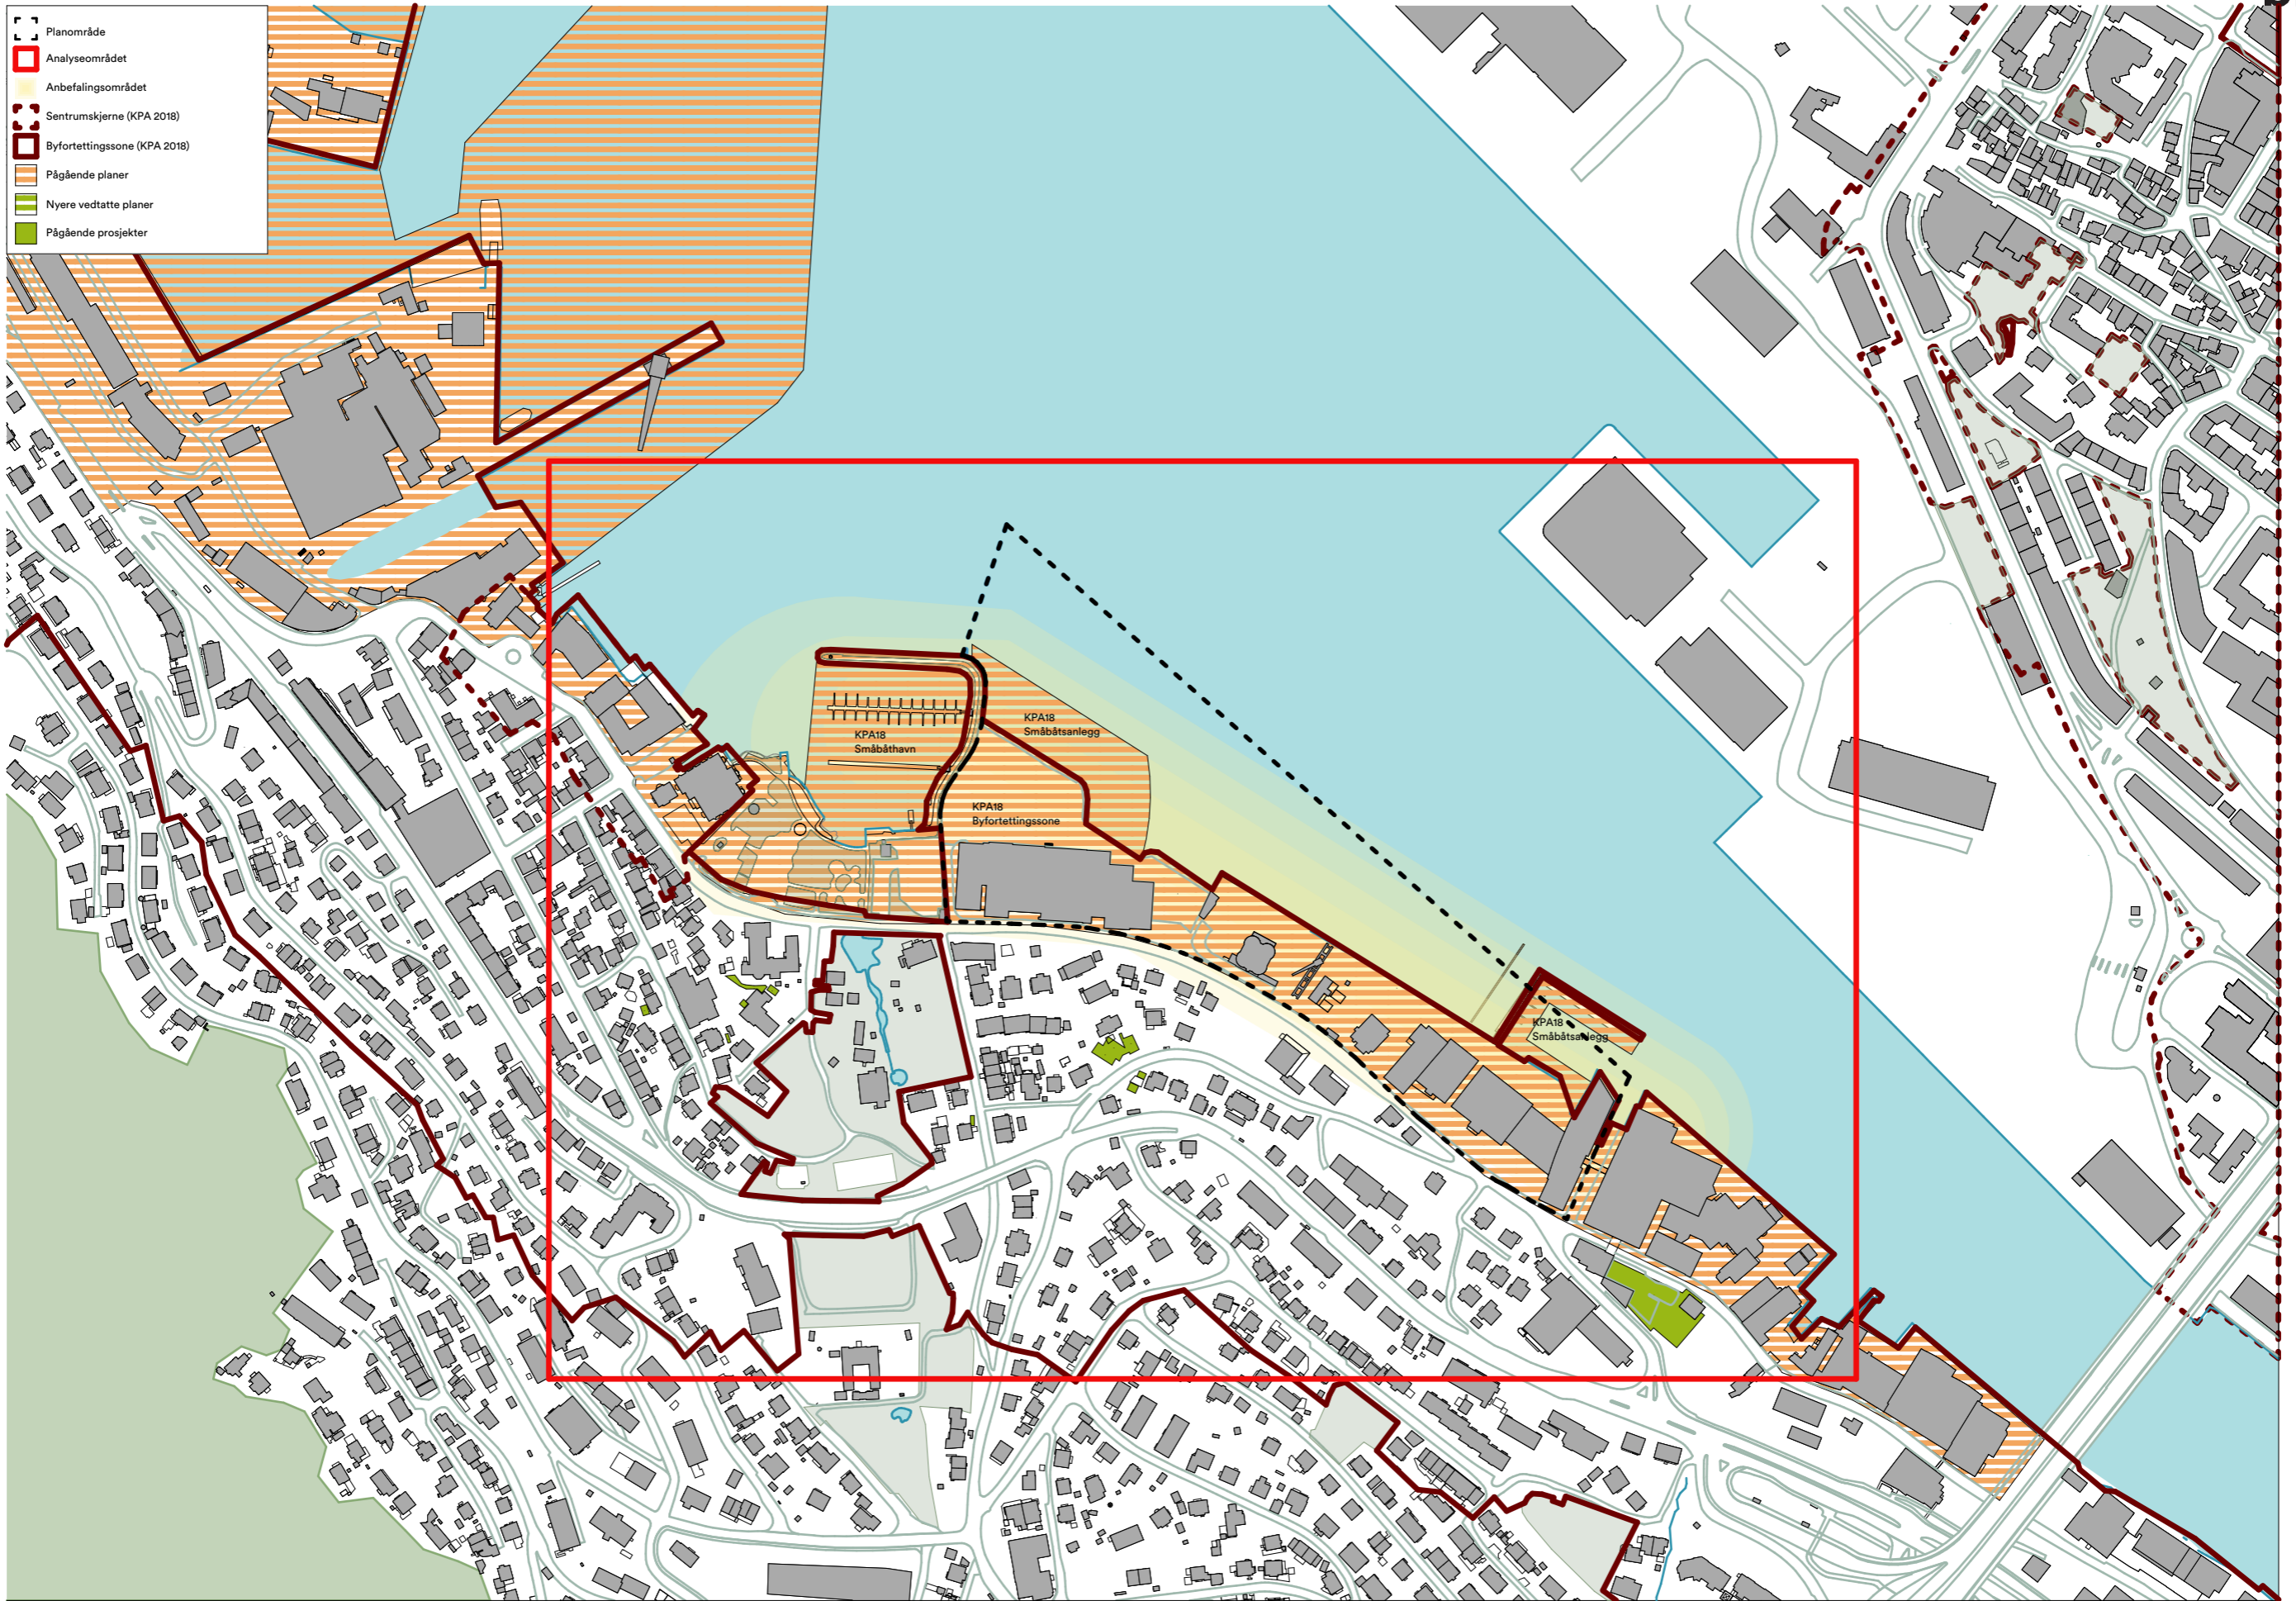 Planområde
Analyseområdet
Anbefalingsområdet
Sentrumskjerne (KPA 2018)
Byfortettingssone (KPA 2018)
Pågående planer
Nyere vedtatte planer
Pågående prosjekter
KPA18
Småbåtsanlegg
KPA18
Småbåthavn
KPA18
Byfortettingssone
KPA18
Småbåtsanlegg